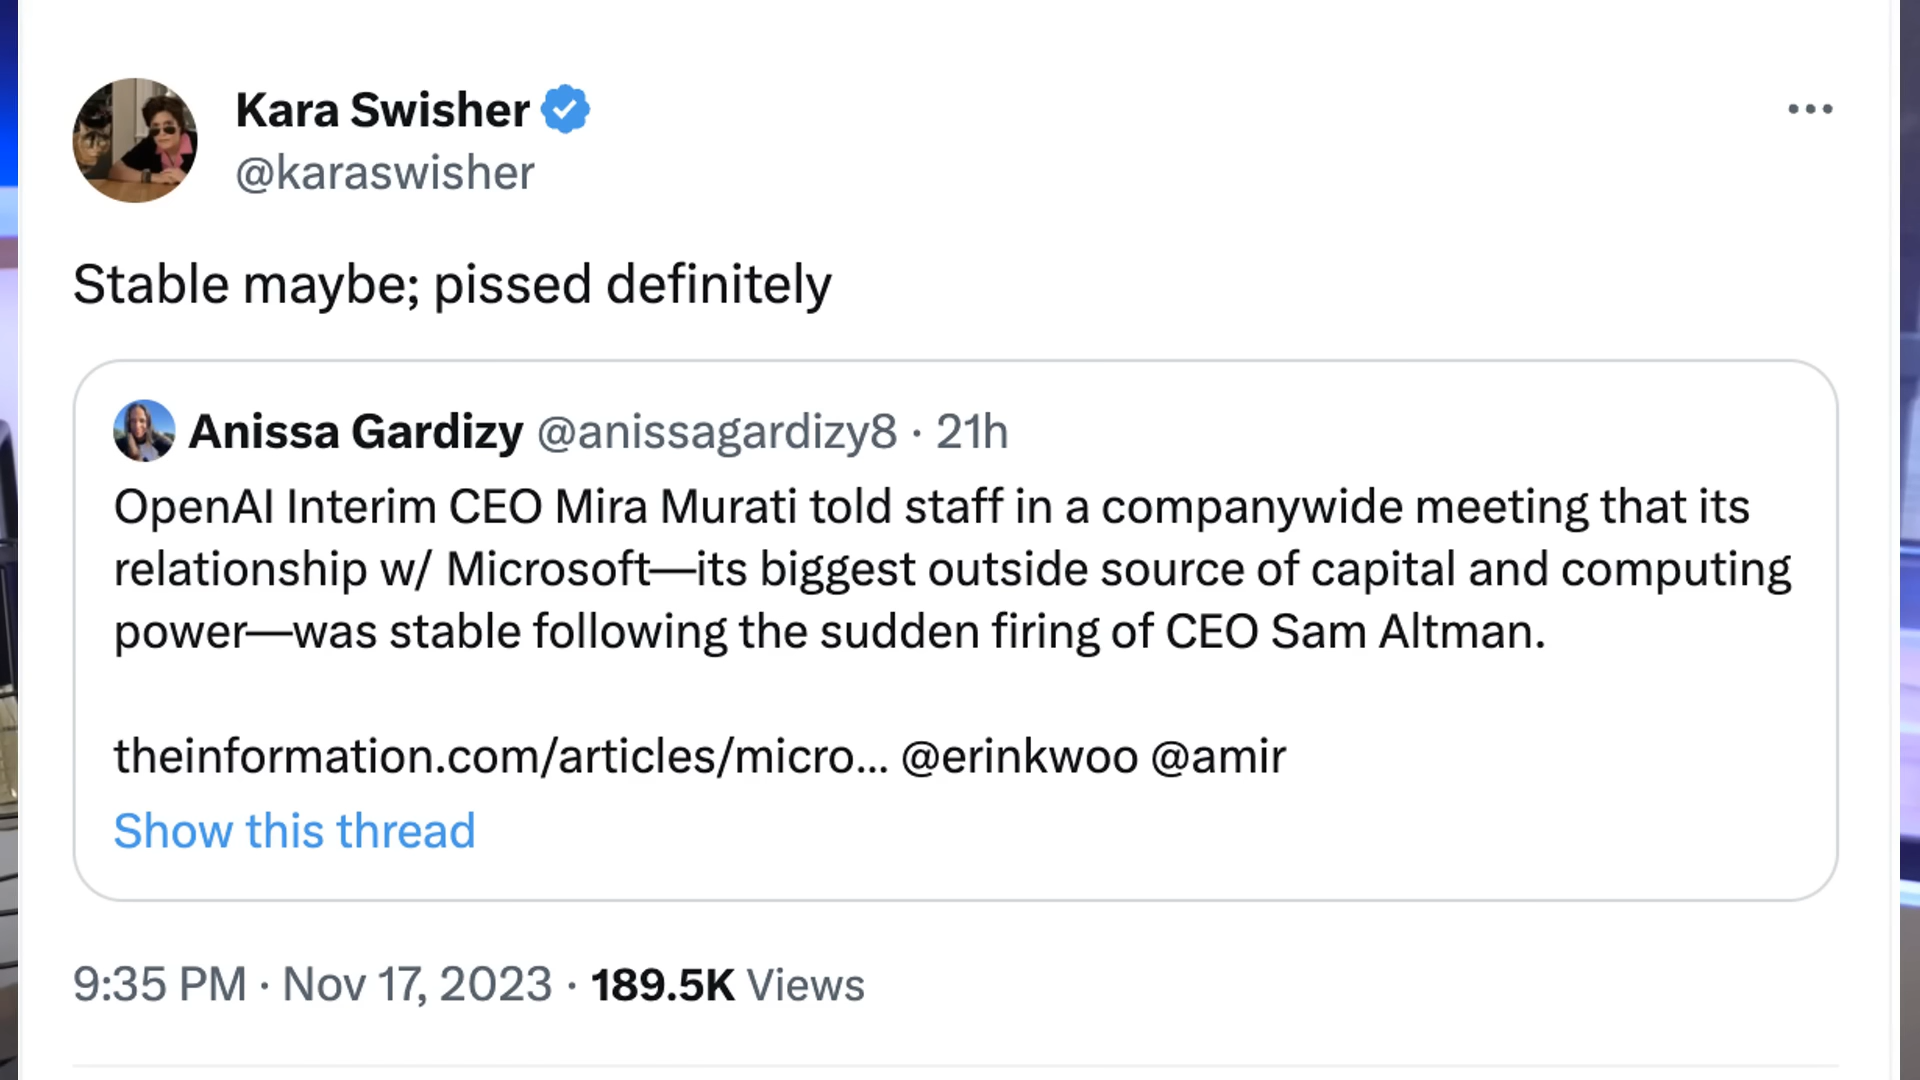 Kara Swisher
@karaswisher
Stable maybe; pissed definitely
Anissa Gardizy @anissagardizy8 · 21h
OpenAI Interim CEO Mira Murati told staff in a companywide meeting that its
relationship w/ Microsoft—its biggest outside source of capital and computing
power—was stable following the sudden firing of CEO Sam Altman.
theinformation.com/articles/micro... @erinkwoo @amir
Show this thread
9:35 PM · Nov 17, 2023 · 189.5K Views